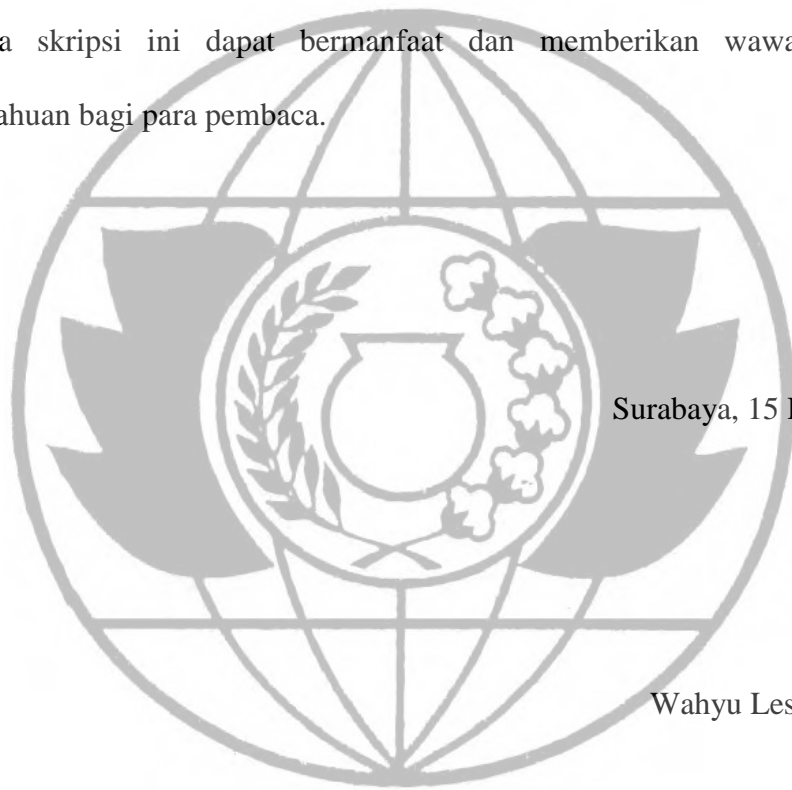 a skripsi ini dapat bermanfaat dan memberikan wawa
ahuan bagi para pembaca.
Surabaya, 15
Wahyu Les